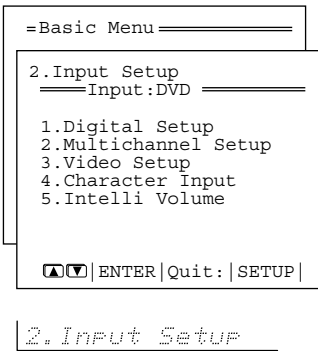 Basic Menu
2.Input Setup
Input:DVD
1.Digital Setup
2.Multichannel Setup
3.Video Setup
4.Character Input
5.Intelli Volume
▲▼|ENTER|Quit:|SETUP|
2.Input Setup